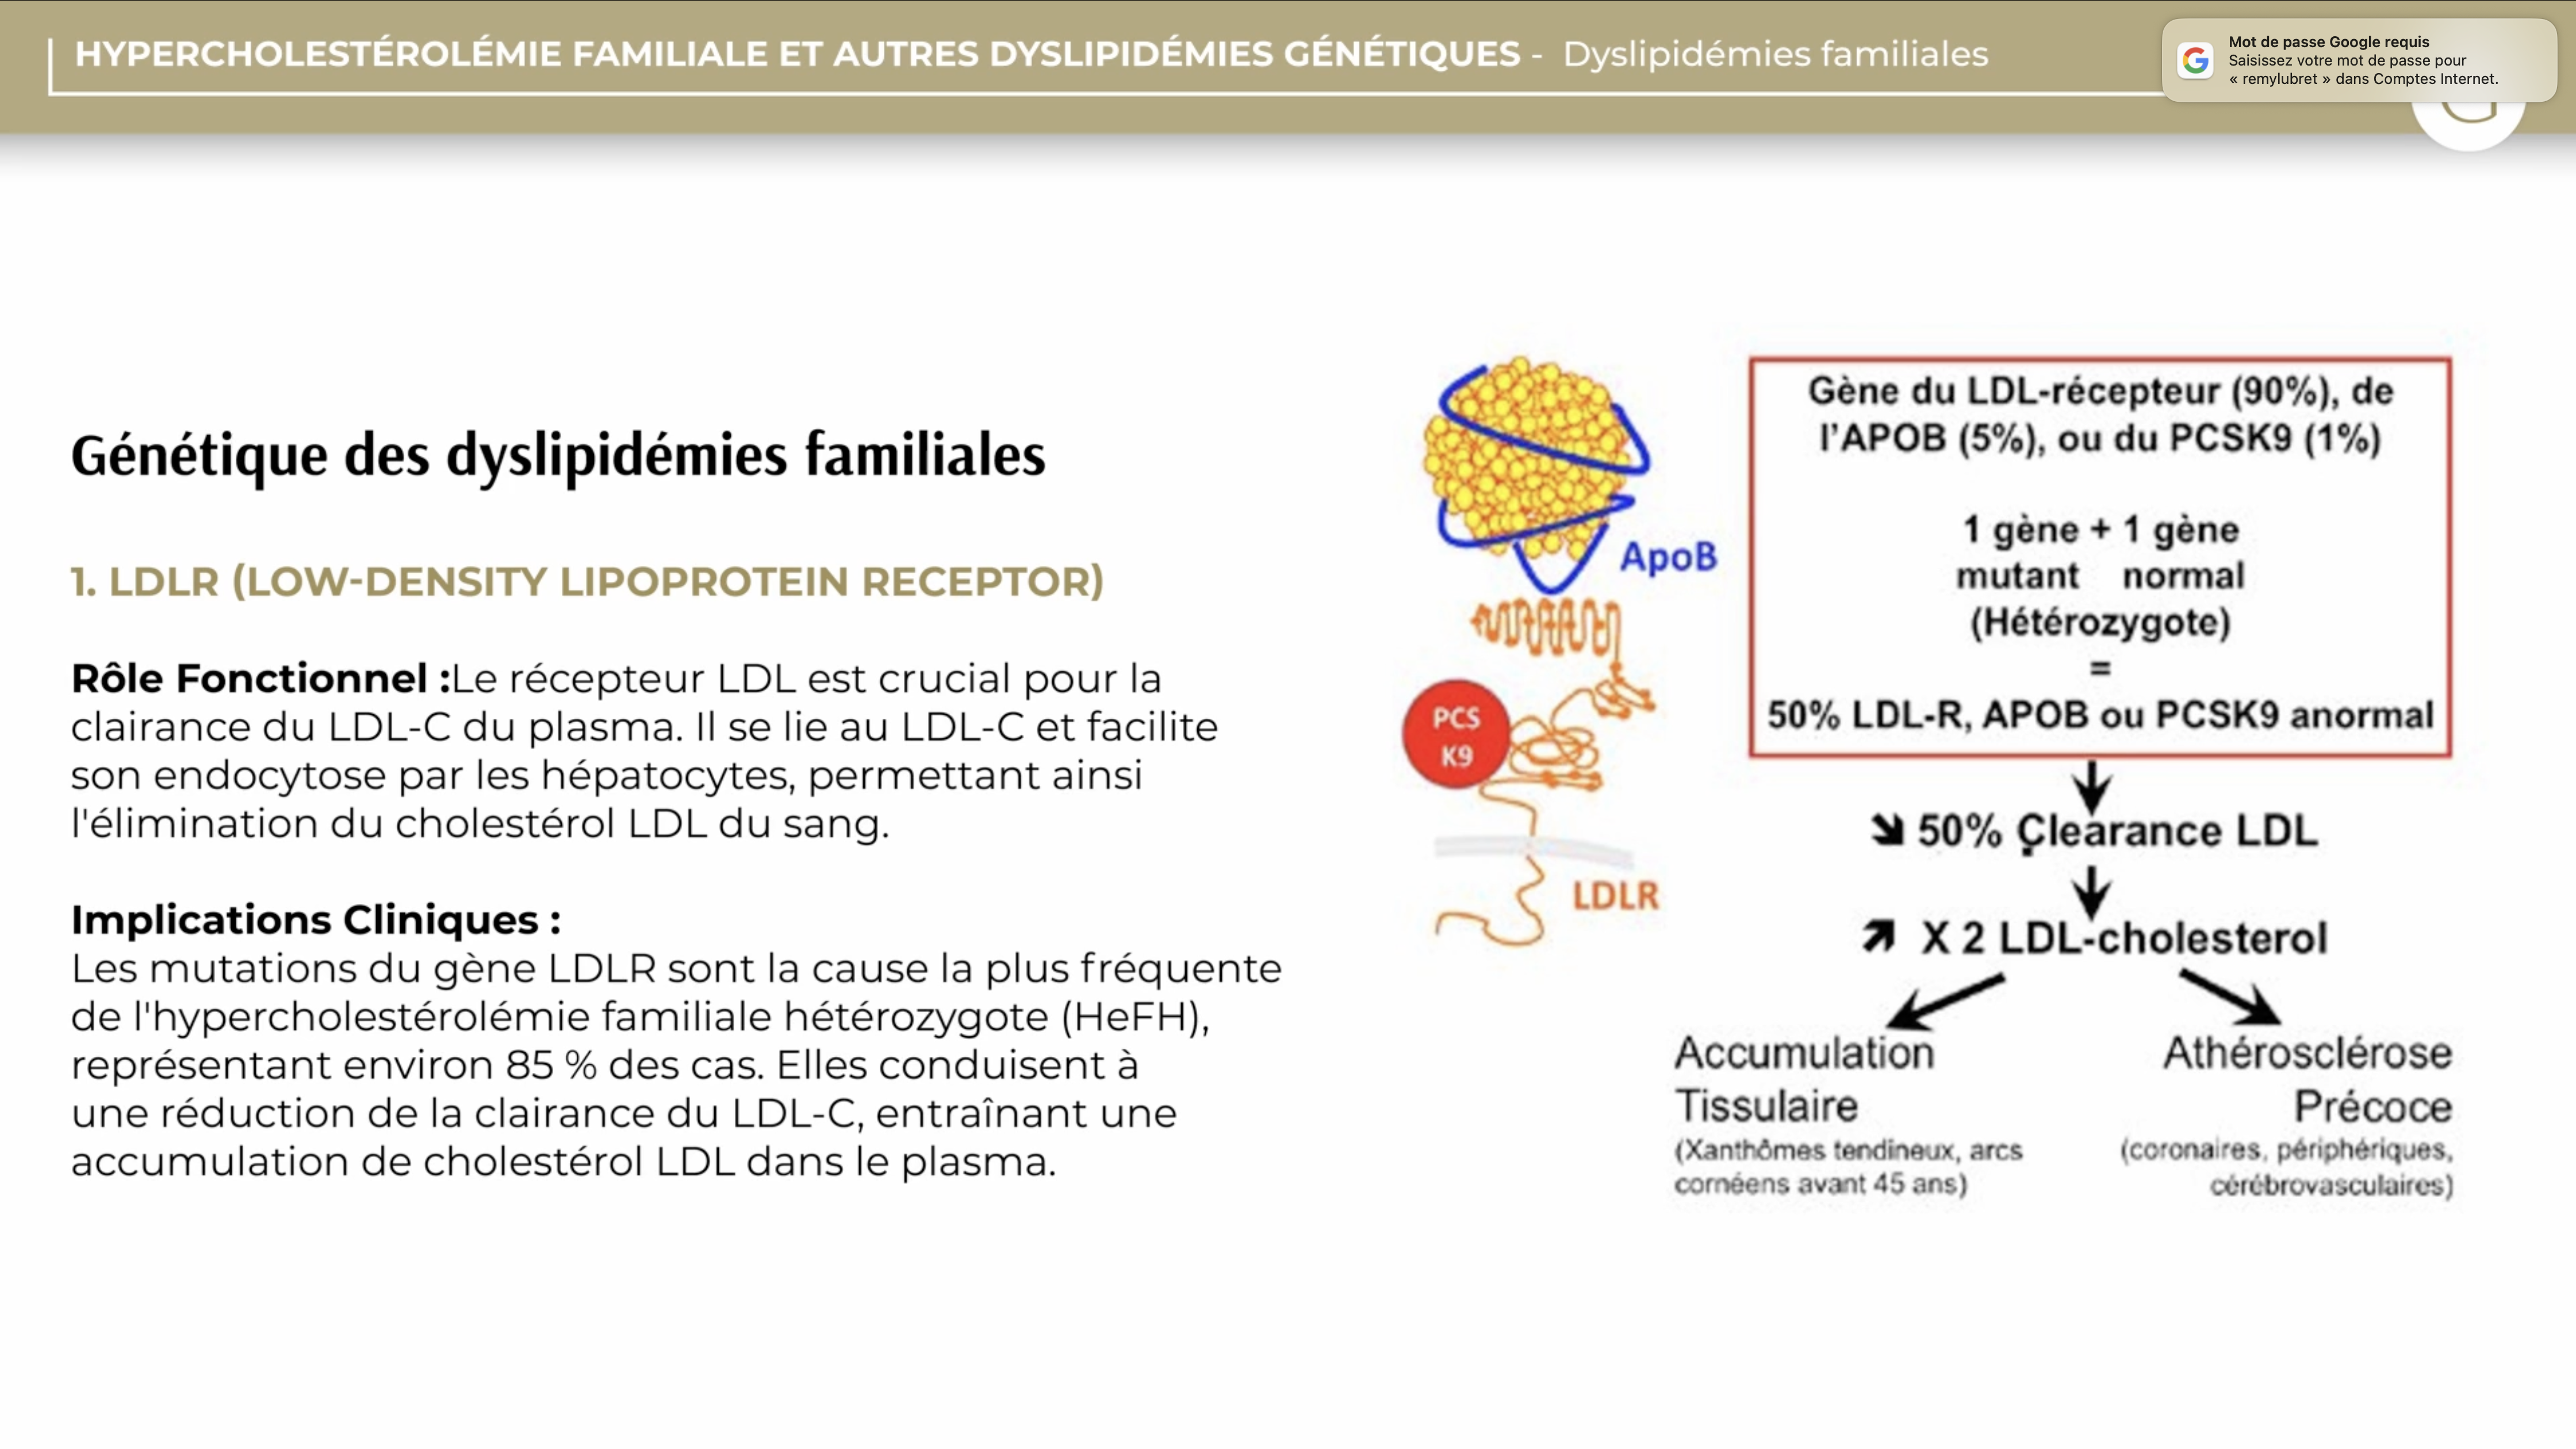 HYPERCHOLESTÉROLÉMIE FAMILIALE ET AUTRES DYSLIPIDÉMIES GÉNÉTIQUES - Dyslipidémies familiales
Mot de passe Google requis
Saisissez votre mot de passe pour
« remylubret » dans Comptes Internet.
Génétique des dyslipidémies familiales
1. LDLR (LOW-DENSITY LIPOPROTEIN RECEPTOR)
Rôle Fonctionnel :Le récepteur LDL est crucial pour la
clairance du LDL-C du plasma. Il se lie au LDL-C et facilite
son endocytose par les hépatocytes, permettant ainsi
l'élimination du cholestérol LDL du sang.
Implications Cliniques :
Les mutations du gène LDLR sont la cause la plus fréquente
de l'hypercholestérolémie familiale hétérozygote (HeFH),
représentant environ 85 % des cas. Elles conduisent à
une réduction de la clairance du LDL-C, entraînant une
accumulation de cholestérol LDL dans le plasma.
ApoB
PCS
K9
LDLR
Gène du LDL-récepteur (90%), de
l'APOB (5%), ou du PCSK9 (1%)
1 gène + 1 gène
mutant normal
(Hétérozygote)
=
50% LDL-R, APOB ou PCSK9 anormal
↘ 50% Clearance LDL
↗ X 2 LDL-cholesterol
Accumulation
Tissulaire
(Xanthômes tendineux, arcs
cornéens avant 45 ans)
Athérosclérose
Précoce
(coronaires, périphériques,
cérébrovasculaires)